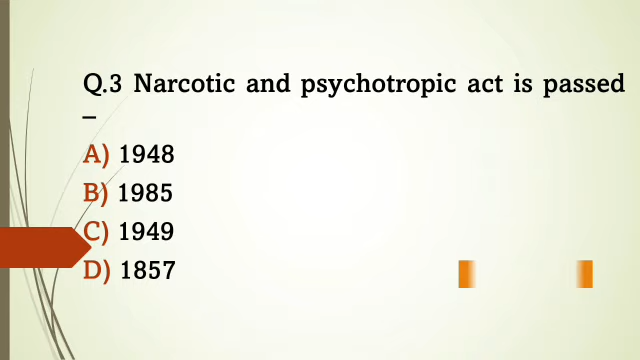 Q.3 Narcotic and psychotropic act is passed
–
A) 1948
B) 1985
C) 1949
D) 1857